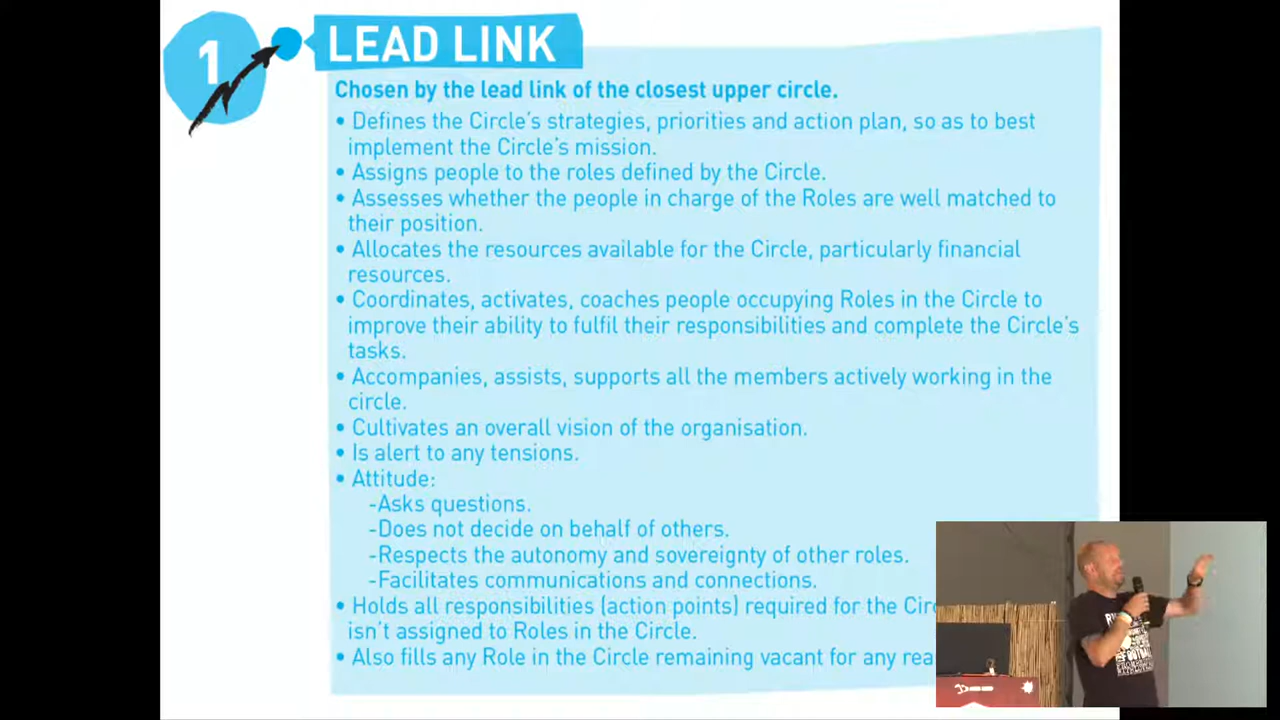 1
LEAD LINK
Chosen by the lead link of the closest upper circle.
• Defines the Circle's strategies, priorities and action plan, so as to best
implement the Circle's mission.
• Assigns people to the roles defined by the Circle.
• Assesses whether the people in charge of the Roles are well matched to
their position.
• Allocates the resources available for the Circle, particularly financial
resources.
• Coordinates, activates, coaches people occupying Roles in the Circle to
improve their ability to fulfil their responsibilities and complete the Circle's
tasks.
• Accompanies, assists, supports all the members actively working in the
circle.
• Cultivates an overall vision of the organisation.
• Is alert to any tensions.
• Attitude:
-Asks questions.
-Does not decide on behalf of others.
-Respects the autonomy and sovereignty of other roles.
-Facilitates communications and connections.
• Holds all responsibilities (action points) required for the
isn't assigned to Roles in the Circle.
• Also fills any Role in the Circle remaining vacant for any